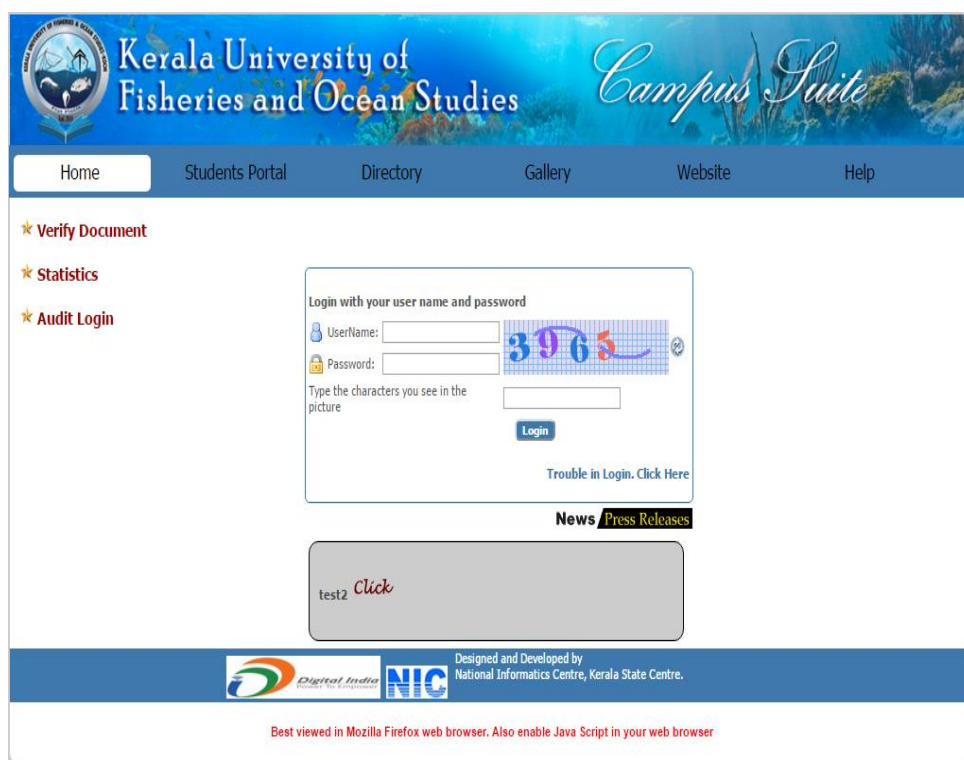 Kerala University of
Fisheries and Ocean Studies
Campus Suite
Home Students Portal Directory Gallery Website Help
Verify Document
Statistics
Audit Login
Login with your user name and password
UserName:
3965
Password:
Type the characters you see in the
picture
Login
Trouble in Login. Click Here
News Press Releases
test2 Click
Digital India
Power To Empower
NIC
Designed and Developed by
National Informatics Centre, Kerala State Centre.
Best viewed in Mozilla Firefox web browser. Also enable Java Script in your web browser